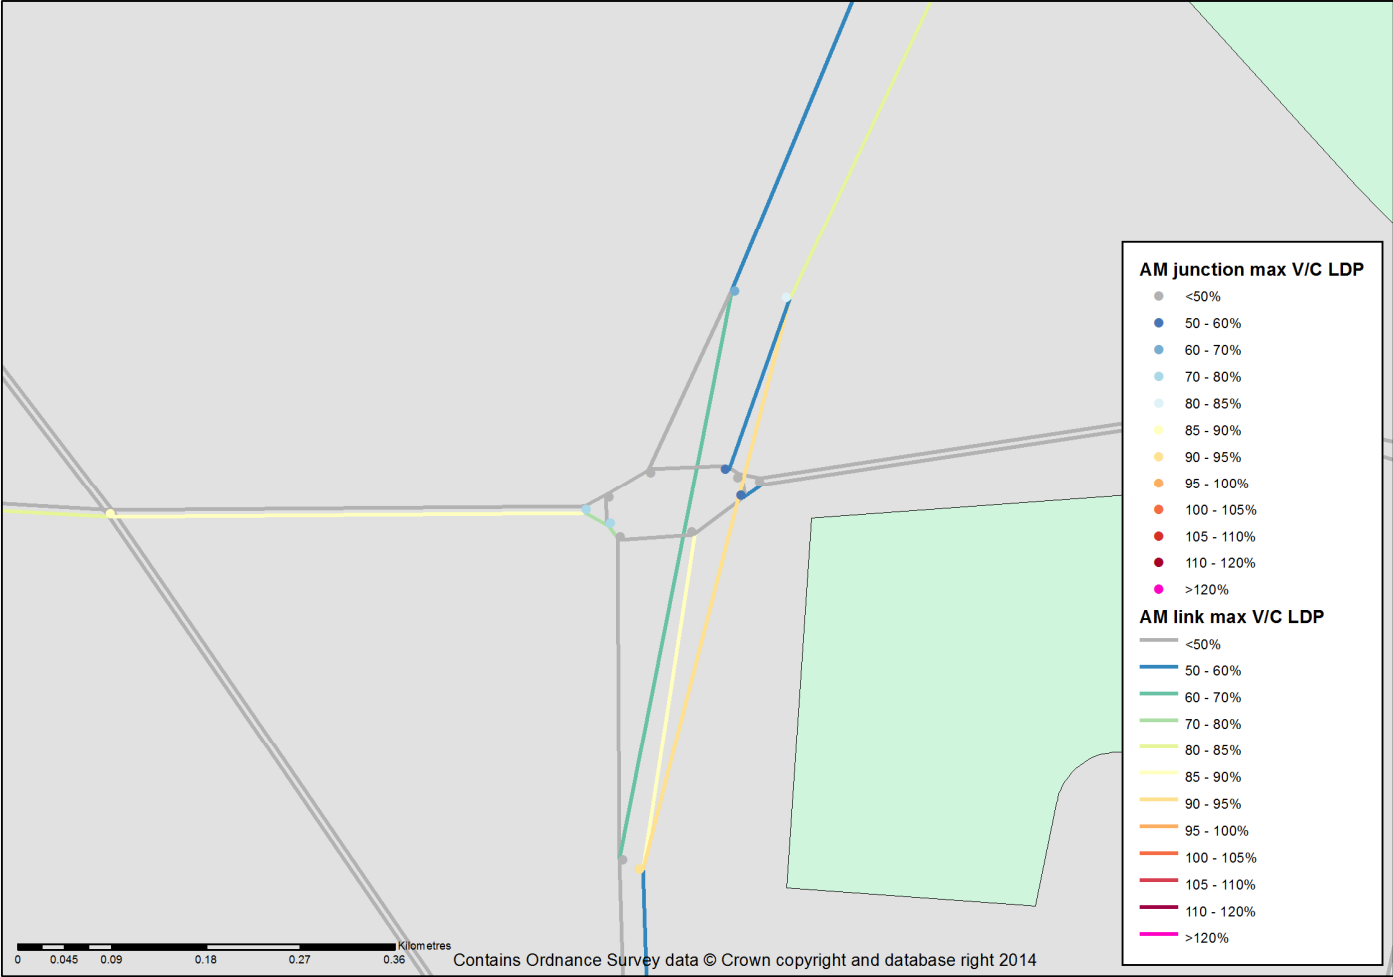 AM junction max V/C LDP
<50%
50 - 60%
60 - 70%
70 - 80%
80 - 85%
85 - 90%
90 - 95%
95 - 100%
100 - 105%
105 - 110%
110 - 120%
>120%
AM link max V/C LDP
<50%
50 - 60%
60 - 70%
70 - 80%
80 - 85%
85 - 90%
90 - 95%
95 - 100%
100 - 105%
105 - 110%
110 - 120%
>120%
Kilometres
0 0.045 0.09 0.18 0.27 0.36
Contains Ordnance Survey data © Crown copyright and database right 2014